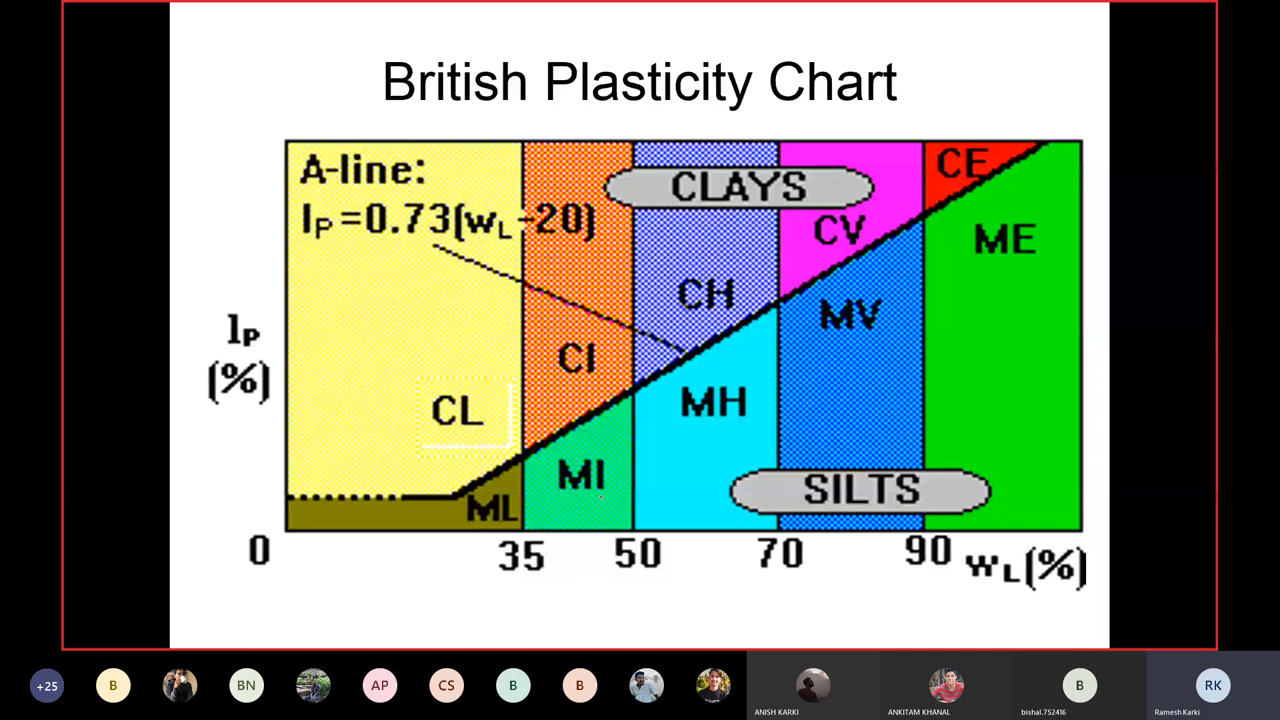 British Plasticity Chart
A-line:
IP=0.73(wL-20)
CLAYS
CE
CV
ME
CH
MV
IP
(%)
CI
CL
MH
MI
SILTS
ML
0
35
50
70
90
wL(%)
+25
B
BN
AP
CS
B
B
B
RK
ANISH KARKI
ANKITAM KHANAL
bishal.752416
Ramesh Karki